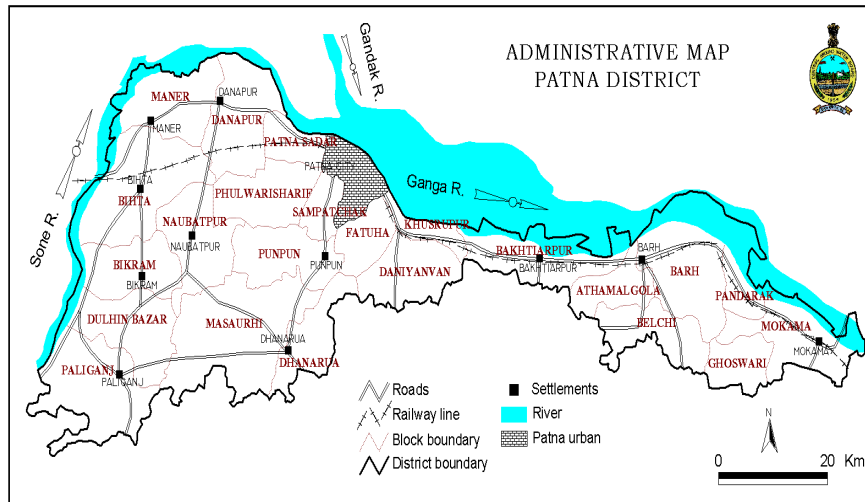 ADMINISTRATIVE MAP
PATNA DISTRICT
Gandak R.
Sone R.
Ganga R.
MANER
DANAPUR
MANER
DANAPUR
PATNA SADAR
PATNA CITY
BIHTA
BIHTA
PHULWARISHARIF
SAMPATCHAK
NAUBATPUR
NAUBATPUR
FATUHA
KHUSRUPUR
BIKRAM
BIKRAM
PUNPUN
PUNPUN
DANIYANVAN
BAKHTIARPUR
BAKHTIARPUR
BARH
BARH
ATHAMALGOLA
PANDARAK
DULHIN BAZAR
MASAURHI
BELCHI
MOKAMA
MOKAMA
DHANARUA
DHANARUA
PALIGANJ
PALIGANJ
GHOSWARI
Roads
Railway line
Block boundary
District boundary
Settlements
River
Patna urban
N
0 20 Km